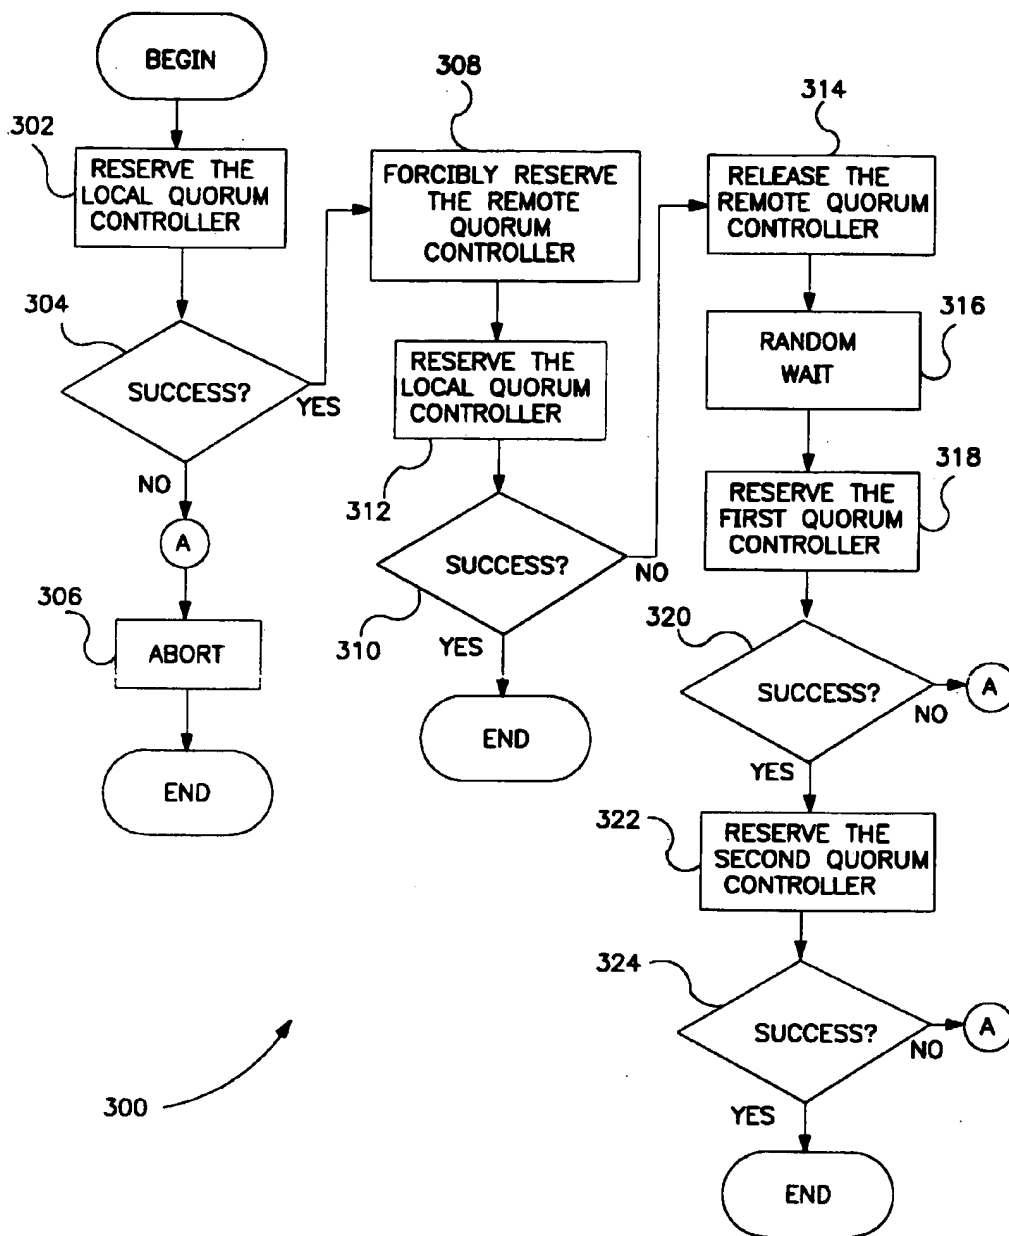 BEGIN
302
RESERVE THE
LOCAL QUORUM
CONTROLLER
304
SUCCESS?
YES
NO
A
306
ABORT
END
308
FORCIBLY RESERVE
THE REMOTE
QUORUM
CONTROLLER
RESERVE THE
LOCAL QUORUM
CONTROLLER
312
SUCCESS?
NO
310
YES
END
314
RELEASE THE
REMOTE QUORUM
CONTROLLER
316
RANDOM
WAIT
318
RESERVE THE
FIRST QUORUM
CONTROLLER
320
SUCCESS?
A
NO
YES
322
RESERVE THE
SECOND QUORUM
CONTROLLER
324
SUCCESS?
A
NO
YES
END
300